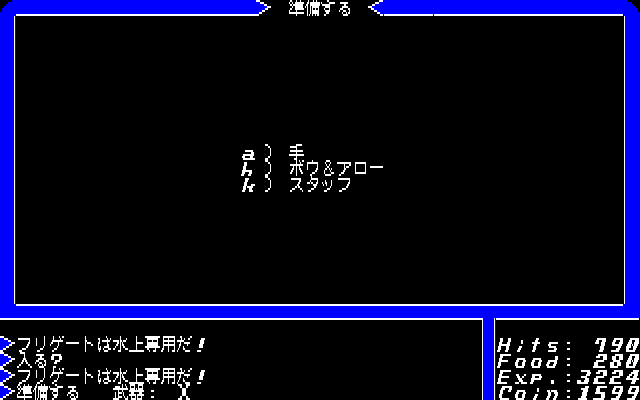 準備する
a) 手
h) ボウ&アロー
k) スタッフ
フリゲートは水上専用だ!
入る?
フリゲートは水上専用だ!
準備する 武器:
Hits: 790
Food: 280
Exp.:3224
Coin:1599